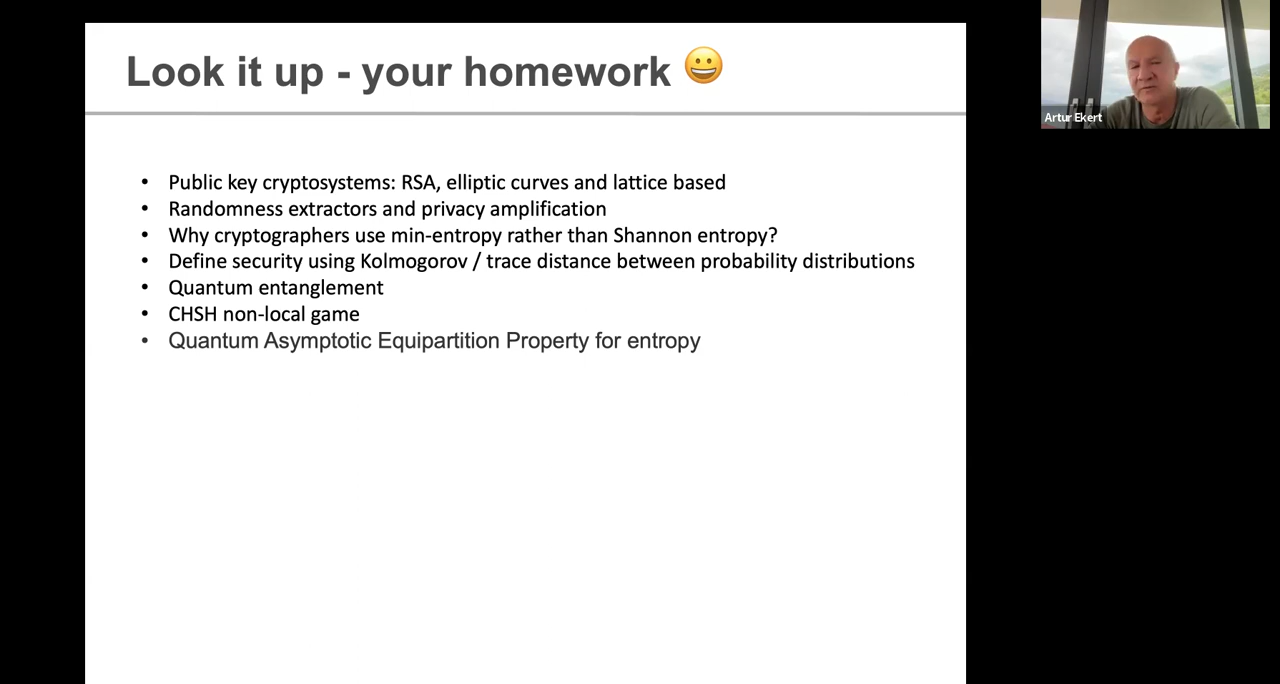 Look it up - your homework 😀
• Public key cryptosystems: RSA, elliptic curves and lattice based
• Randomness extractors and privacy amplification
• Why cryptographers use min-entropy rather than Shannon entropy?
• Define security using Kolmogorov / trace distance between probability distributions
• Quantum entanglement
• CHSH non-local game
• Quantum Asymptotic Equipartition Property for entropy
Artur Ekert